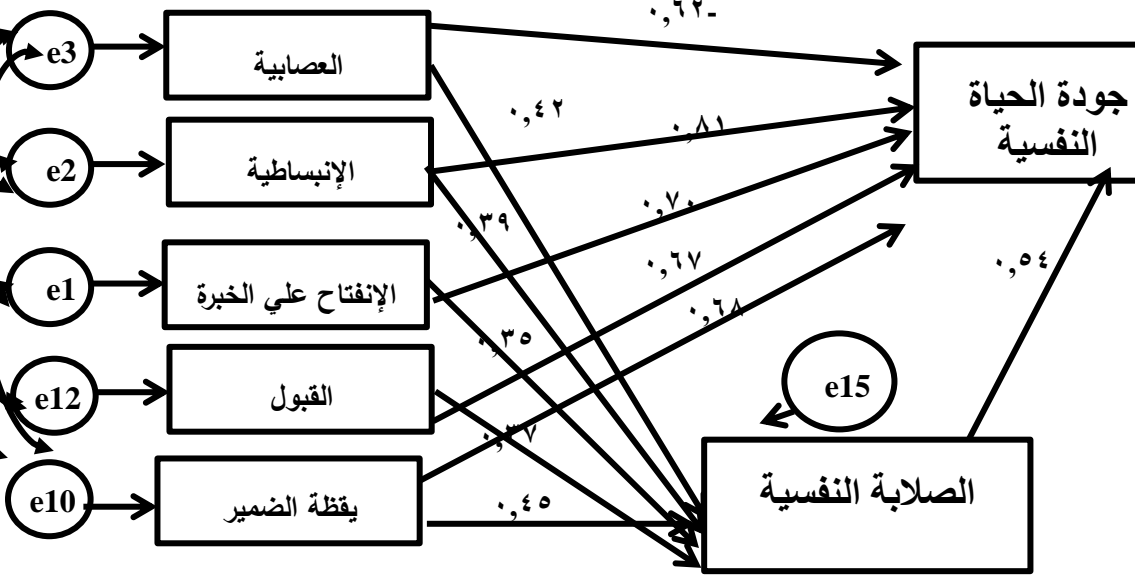 ٠,٦٢-
e3
العصابية
جودة الحياة
النفسية
٠,٤٢
٠,٨١
e2
الإنبساطية
٠,٧٠
٠,٣٩
٠,٦٧
٠,٥٤
e1
الإنفتاح علي الخبرة
٠,٦٨
٠,٣٥
e15
e12
القبول
٠,٣٧
e10
يقظة الضمير
٠,٤٥
الصلابة النفسية